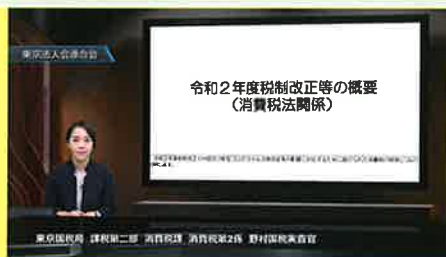 東京法人会連合会
令和２年度税制改正等の概要
（消費税法関係）
東京国税局 課税第二部 消費税課 消費税第2係 野村国税実査官